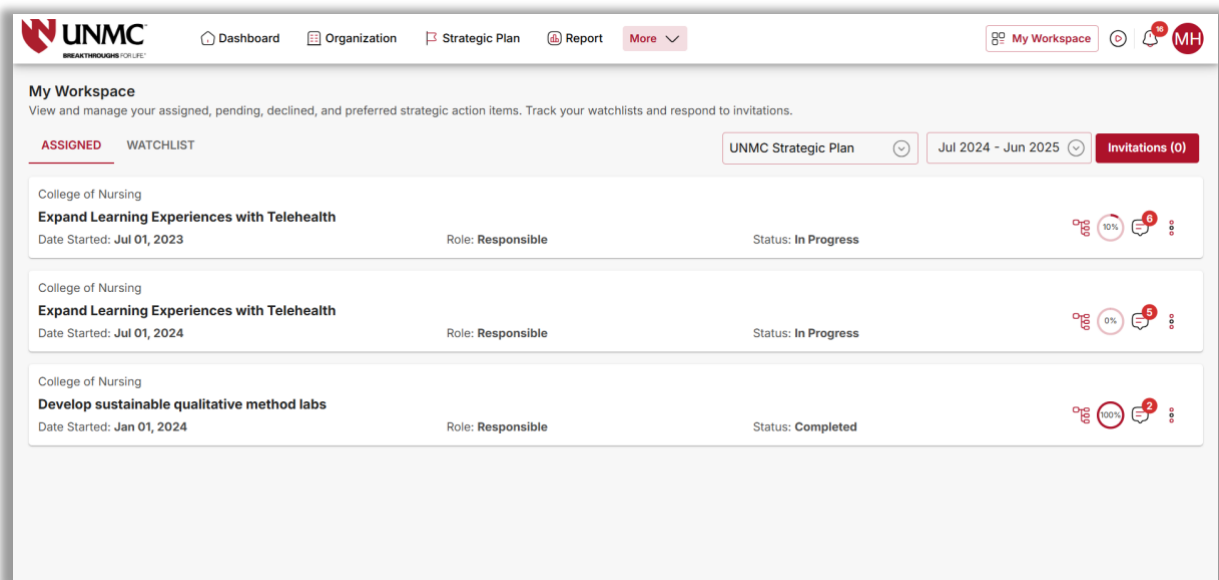 UNMC
BREAKTHROUGHS FOR LIFE™
Dashboard
Organization
Strategic Plan
Report
More
My Workspace
16
MH
My Workspace
View and manage your assigned, pending, declined, and preferred strategic action items. Track your watchlists and respond to invitations.
ASSIGNED
WATCHLIST
UNMC Strategic Plan
Jul 2024 - Jun 2025
Invitations (0)
College of Nursing
Expand Learning Experiences with Telehealth
Date Started: Jul 01, 2023
Role: Responsible
Status: In Progress
10%
6
College of Nursing
Expand Learning Experiences with Telehealth
Date Started: Jul 01, 2024
Role: Responsible
Status: In Progress
0%
5
College of Nursing
Develop sustainable qualitative method labs
Date Started: Jan 01, 2024
Role: Responsible
Status: Completed
100%
2